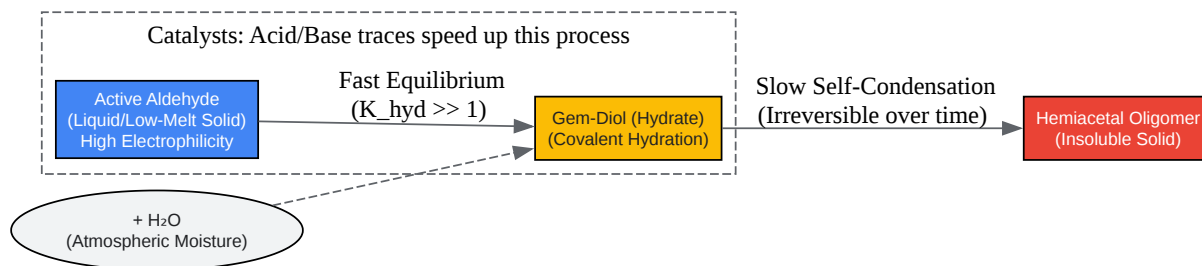 Catalysts: Acid/Base traces speed up this process
Active Aldehyde
(Liquid/Low-Melt Solid)
High Electrophilicity
Fast Equilibrium
(K_hyd >> 1)
Gem-Diol (Hydrate)
(Covalent Hydration)
Slow Self-Condensation
(Irreversible over time)
Hemiacetal Oligomer
(Insoluble Solid)
+ H₂O
(Atmospheric Moisture)